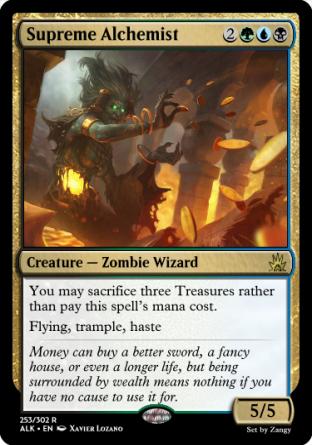 Supreme Alchemist 2
Creature — Zombie Wizard
You may sacrifice three Treasures rather
than pay this spell's mana cost.
Flying, trample, haste
Money can buy a better sword, a fancy
house, or even a longer life, but being
surrounded by wealth means nothing if you
have no cause to use it for.
5/5
253/302 R
ALK • EN Xavier Lozano
Set by Zangy